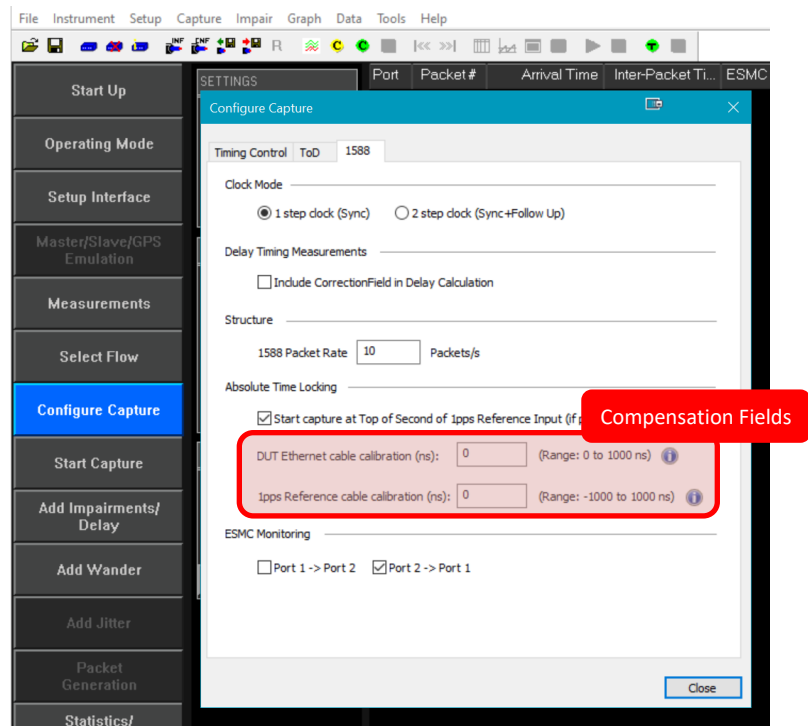 File Instrument Setup Capture Impair Graph Data Tools Help
R C C T
SETTINGS
Port Packet # Arrival Time Inter-Packet Ti... ESMC
Start Up
Operating Mode
Setup Interface
Master/Slave/GPS
Emulation
Measurements
Select Flow
Configure Capture
Start Capture
Add Impairments/
Delay
Add Wander
Add Jitter
Packet
Generation
Statistics/
Configure Capture
Timing Control ToD 1588
Clock Mode
1 step clock (Sync) 2 step clock (Sync+Follow Up)
Delay Timing Measurements
Include CorrectionField in Delay Calculation
Structure
1588 Packet Rate 10 Packets/s
Absolute Time Locking
Start capture at Top of Second of 1pps Reference Input (if
Compensation Fields
DUT Ethernet cable calibration (ns): 0 (Range: 0 to 1000 ns)
1pps Reference cable calibration (ns): 0 (Range: -1000 to 1000 ns)
ESMC Monitoring
Port 1 -> Port 2 Port 2 -> Port 1
Close